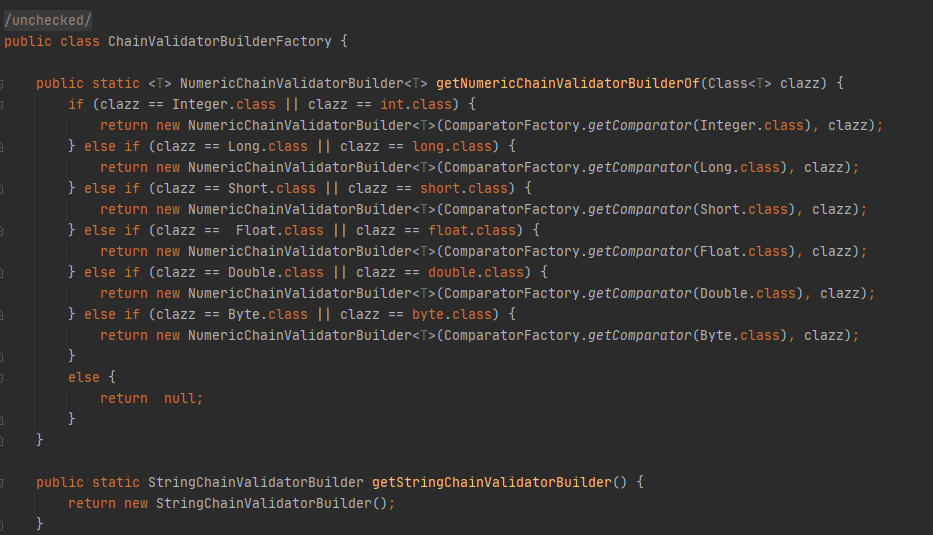 /unchecked/
public class ChainValidatorBuilderFactory {
public static <T> NumericChainValidatorBuilder<T> getNumericChainValidatorBuilderOf(Class<T> clazz) {
if (clazz == Integer.class || clazz == int.class) {
return new NumericChainValidatorBuilder<T>(ComparatorFactory.getComparator(Integer.class), clazz);
} else if (clazz == Long.class || clazz == long.class) {
return new NumericChainValidatorBuilder<T>(ComparatorFactory.getComparator(Long.class), clazz);
} else if (clazz == Short.class || clazz == short.class) {
return new NumericChainValidatorBuilder<T>(ComparatorFactory.getComparator(Short.class), clazz);
} else if (clazz ==  Float.class || clazz == float.class) {
return new NumericChainValidatorBuilder<T>(ComparatorFactory.getComparator(Float.class), clazz);
} else if (clazz == Double.class || clazz == double.class) {
return new NumericChainValidatorBuilder<T>(ComparatorFactory.getComparator(Double.class), clazz);
} else if (clazz == Byte.class || clazz == byte.class) {
return new NumericChainValidatorBuilder<T>(ComparatorFactory.getComparator(Byte.class), clazz);
}
else {
return  null;
}
}
public static StringChainValidatorBuilder getStringChainValidatorBuilder() {
return new StringChainValidatorBuilder();
}